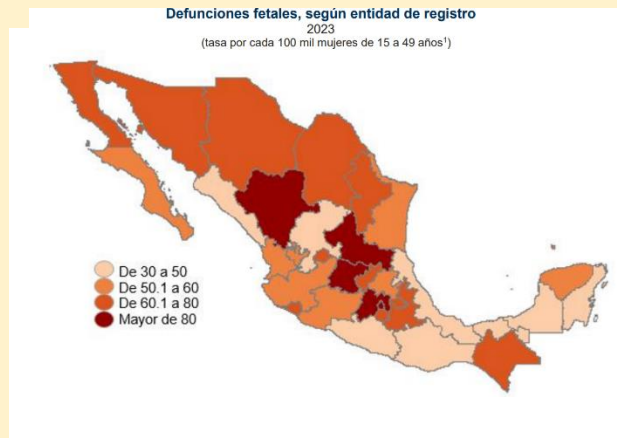 Defunciones fetales, según entidad de registro
2023
(tasa por cada 100 mil mujeres de 15 a 49 años¹)
De 30 a 50
De 50.1 a 60
De 60.1 a 80
Mayor de 80